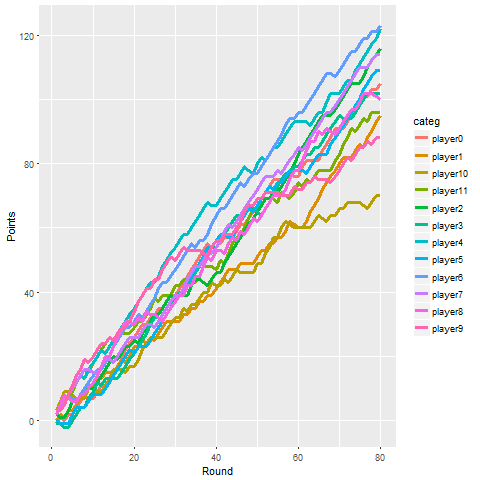 120
80
40
0
Points
0
20
40
60
80
Round
categ
player0
player1
player10
player11
player2
player3
player4
player5
player6
player7
player8
player9